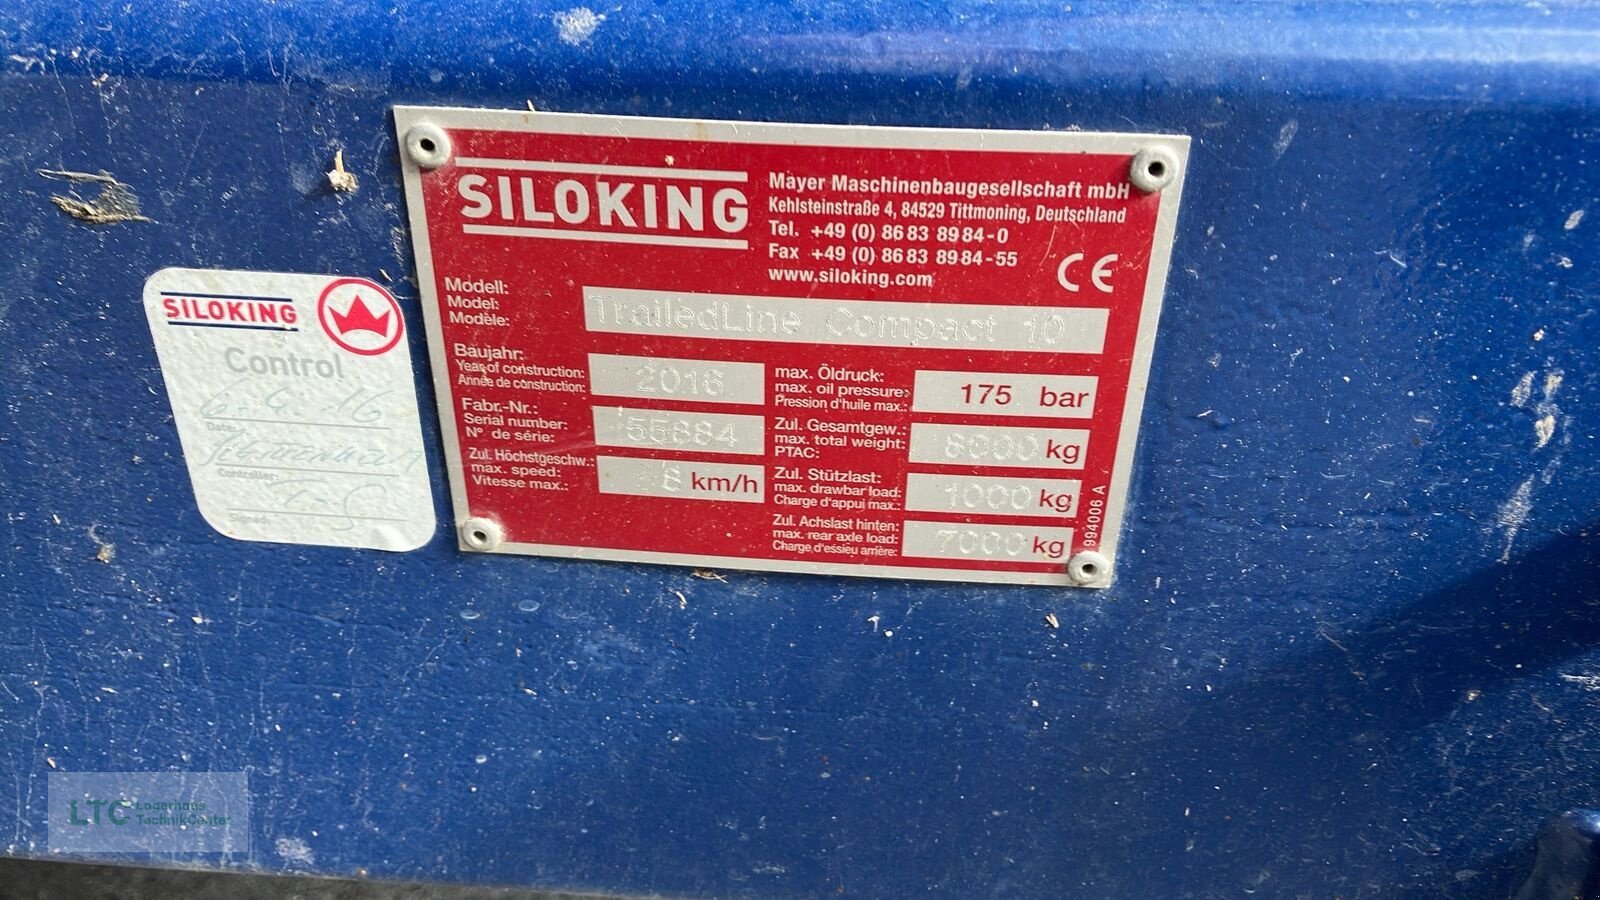 SILOKING
Mayer Maschinenbaugesellschaft mbH
Kehlsteinstraße 4, 84529 Tittmoning, Deutschland
Tel. +49 (0) 86 83 89 84-0
Fax +49 (0) 86 83 89 84-55
www.siloking.com
CE
Modell:
Model:
Modèle:
TrailedLine Compact 10
Baujahr:
Year of construction:
Année de construction:
2016
Fabr.-Nr.:
Serial number:
N° de série:
55884
Zul. Höchstgeschw.:
max. speed:
Vitesse max.:
km/h
max. Öldruck:
max. oil pressure:
Pression d'huile max.:
175 bar
Zul. Gesamtgew.:
max. total weight:
PTAC:
8000 kg
Zul. Stützlast:
max. drawbar load:
Charge d'appui max.:
1000 kg
Zul. Achslast hinten:
max. rear axle load:
Charge d'essieu arrière:
7000 kg
994006 A
SILOKING
Control
Date:
Controller:
Signed:
LTC Lagerhaus
TechnikCenter